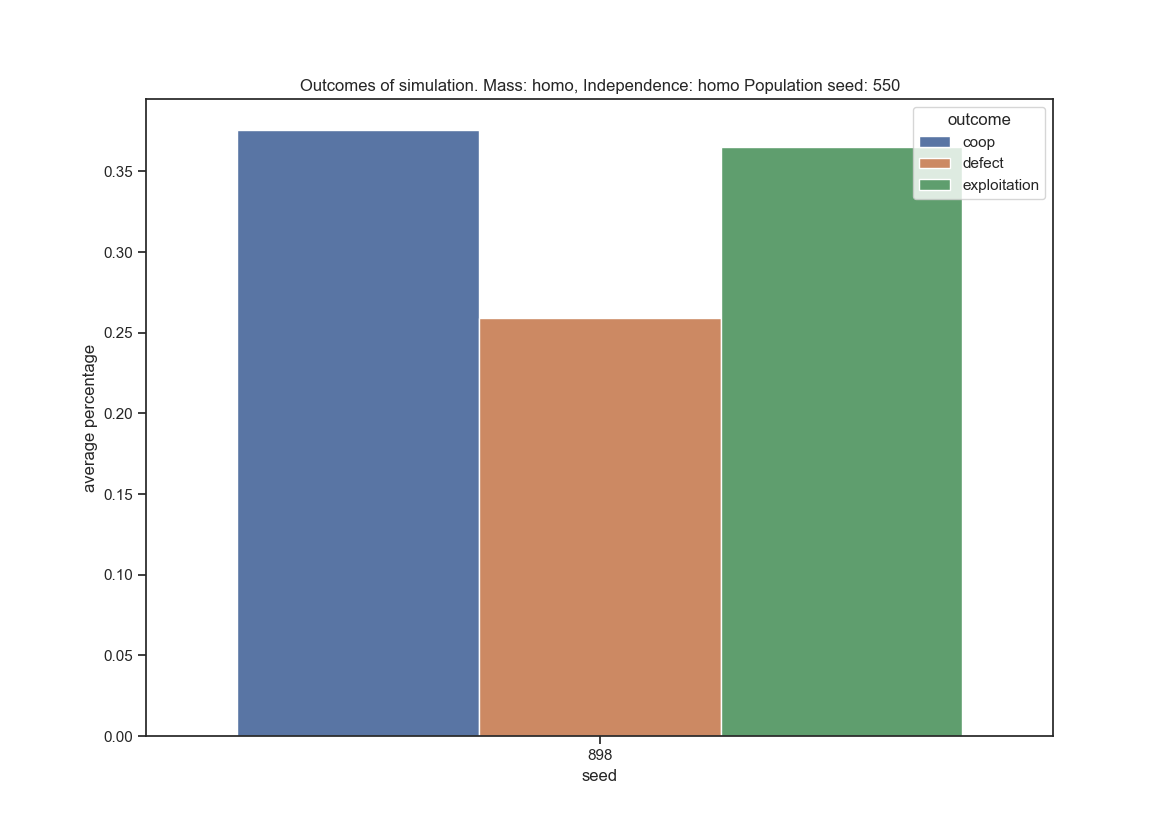 Outcomes of simulation. Mass: homo, Independence: homo Population seed: 550
outcome
coop
defect
exploitation
average percentage
0.35
0.30
0.25
0.20
0.15
0.10
0.05
0.00
898
seed